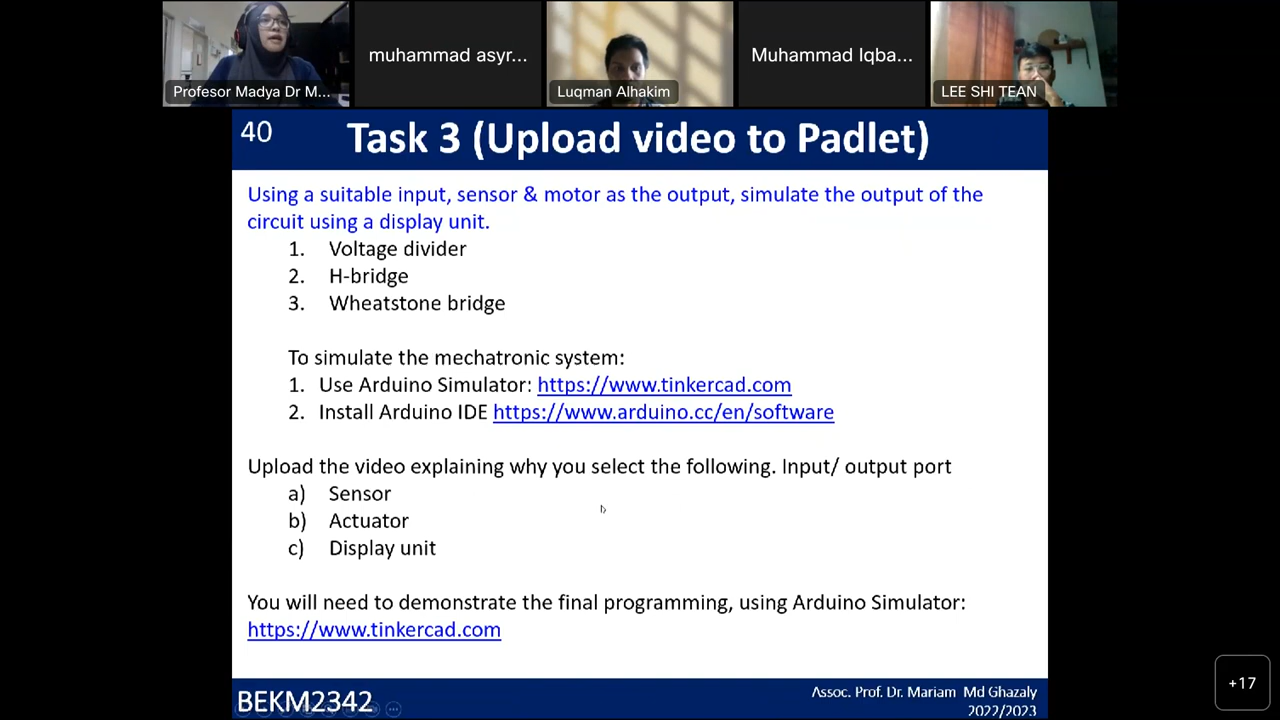 muhammad asyr...
Muhammad Iqba...
Profesor Madya Dr M...
Luqman Alhakim
LEE SHI TEAN
40
Task 3 (Upload video to Padlet)
Using a suitable input, sensor & motor as the output, simulate the output of the
circuit using a display unit.
1. Voltage divider
2. H-bridge
3. Wheatstone bridge
To simulate the mechatronic system:
1. Use Arduino Simulator: https://www.tinkercad.com
2. Install Arduino IDE https://www.arduino.cc/en/software
Upload the video explaining why you select the following. Input/ output port
a) Sensor
b) Actuator
c) Display unit
You will need to demonstrate the final programming, using Arduino Simulator:
https://www.tinkercad.com
+17
BEKM2342
Assoc. Prof. Dr. Mariam Md Ghazaly
2022/2023